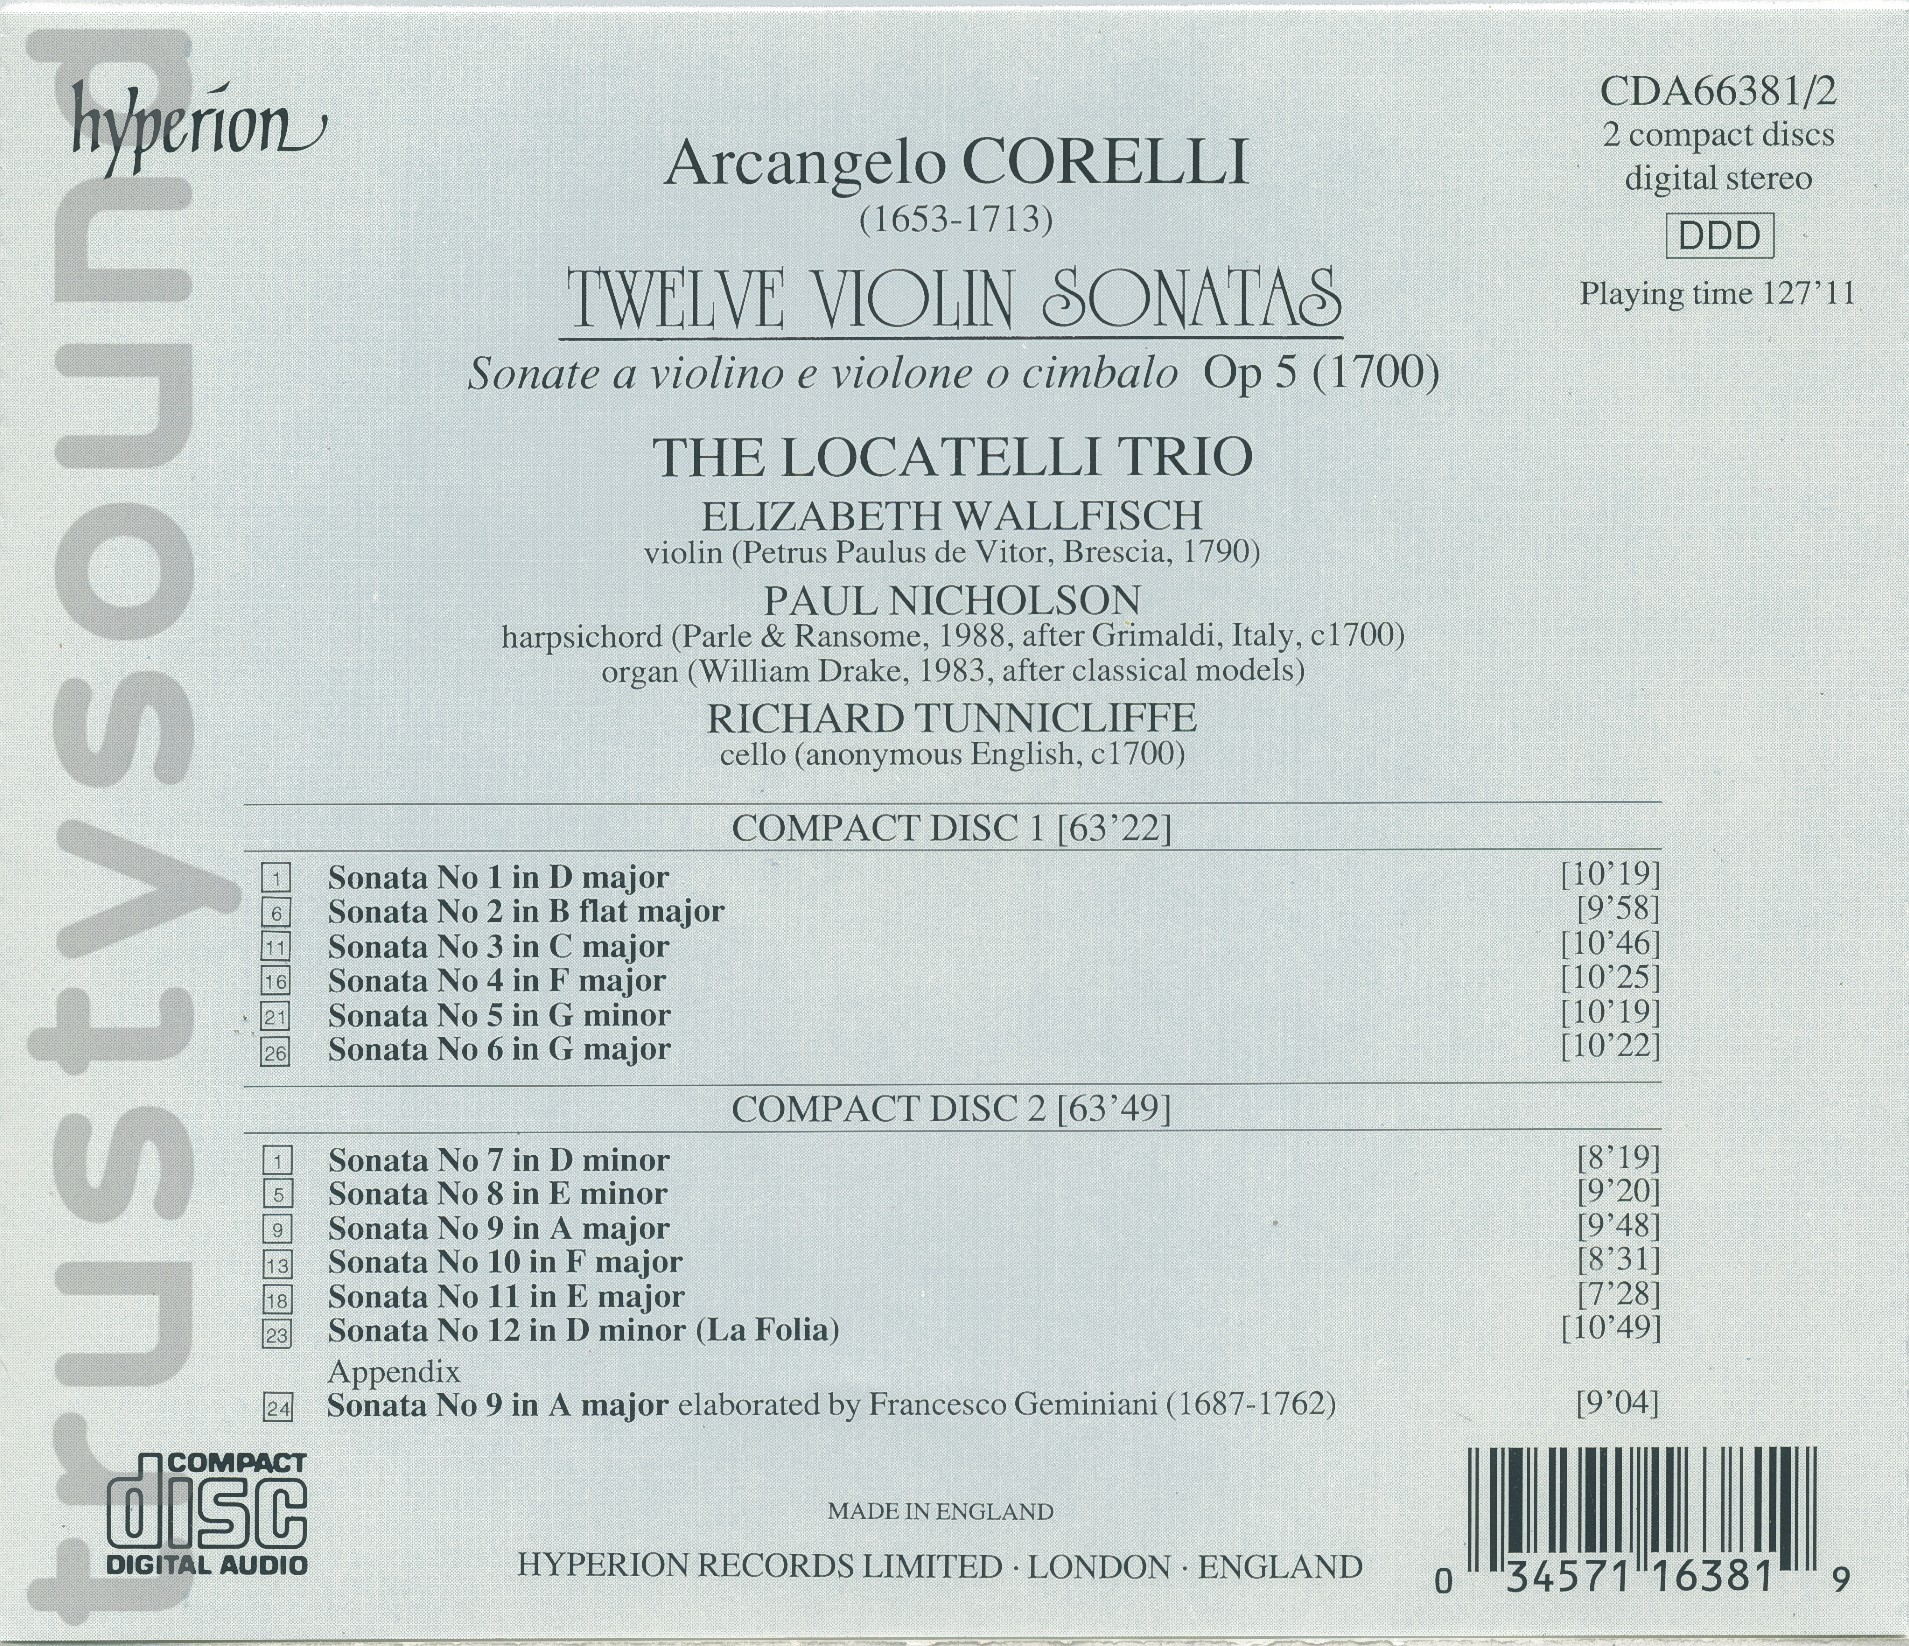 hyperion
CDA66381/2
2 compact discs
digital stereo
DDD
Playing time 127'11
Arcangelo CORELLI
(1653-1713)
TWELVE VIOLIN SONATAS
Sonate a violino e violone o cimbalo Op 5 (1700)
THE LOCATELLI TRIO
ELIZABETH WALLFISCH
violin (Petrus Paulus de Vitor, Brescia, 1790)
PAUL NICHOLSON
harpsichord (Parle & Ransome, 1988, after Grimaldi, Italy, c1700)
organ (William Drake, 1983, after classical models)
RICHARD TUNNICLIFFE
cello (anonymous English, c1700)
COMPACT DISC 1 [63'22]
1 Sonata No 1 in D major [10'19]
6 Sonata No 2 in B flat major [9'58]
11 Sonata No 3 in C major [10'46]
16 Sonata No 4 in F major [10'25]
21 Sonata No 5 in G minor [10'19]
26 Sonata No 6 in G major [10'22]
COMPACT DISC 2 [63'49]
1 Sonata No 7 in D minor [8'19]
5 Sonata No 8 in E minor [9'20]
9 Sonata No 9 in A major [9'48]
13 Sonata No 10 in F major [8'31]
18 Sonata No 11 in E major [7'28]
23 Sonata No 12 in D minor (La Folia) [10'49]
Appendix
24 Sonata No 9 in A major elaborated by Francesco Geminiani (1687-1762) [9'04]
COMPACT
disc
DIGITAL AUDIO
MADE IN ENGLAND
HYPERION RECORDS LIMITED · LONDON · ENGLAND
0 34571 16381 9
trustysound